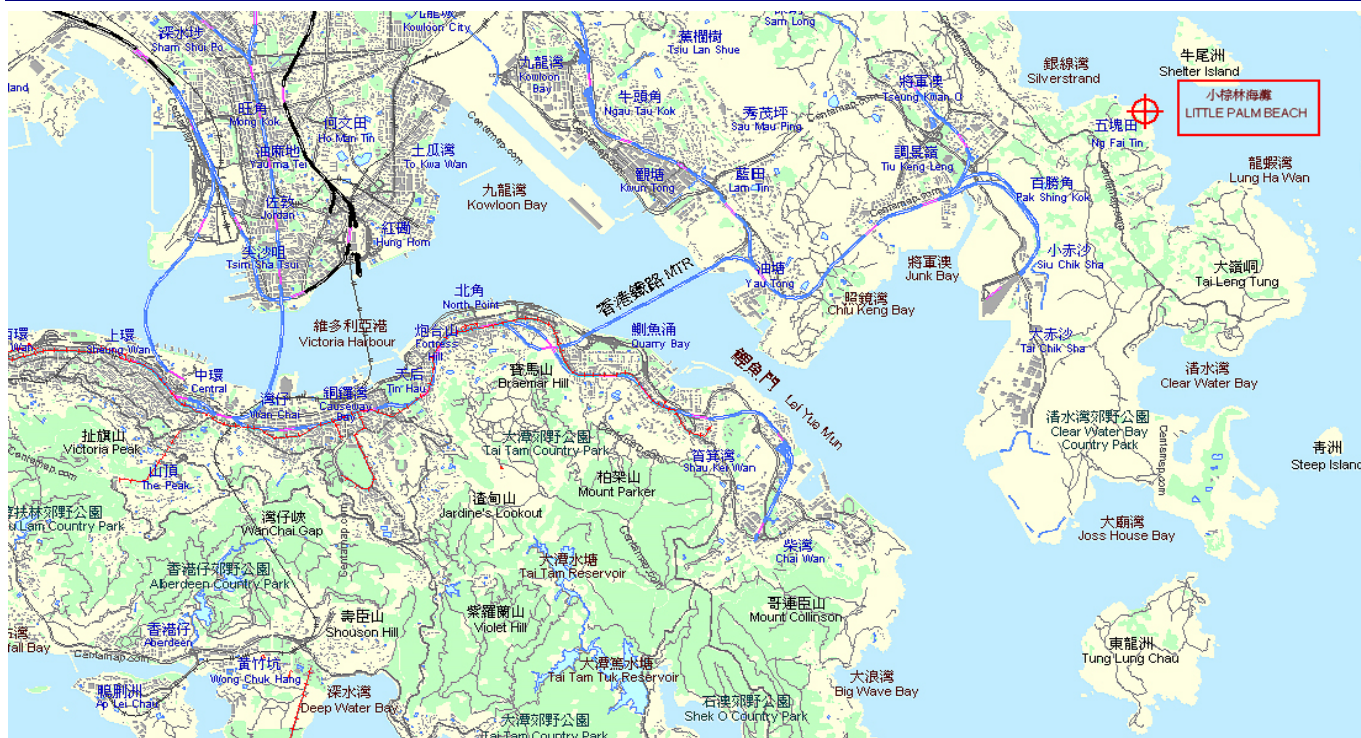 深水埗
Sham Shui Po
九龍城
Kowloon City
蕉欄樹
Tsiu Lan Shue
Sam Long
牛尾洲
Shelter Island
銀線灣
Silverstrand
九龍灣
Kowloon
Bay
將軍澳
Tseung Kwan O
小棕林海灘
LITTLE PALM BEACH
旺角
Mong Kok
何文田
Ho Man Tin
牛頭角
Ngau Tau Kok
秀茂坪
Sau Mau Ping
Centamap.com
五塊田
Ng Fai Tin
油麻地
Yau ma Tei
土瓜灣
To Kwa Wan
調景嶺
Tiu Keng Leng
龍蝦灣
Lung Ha Wan
觀塘
Kwun Tong
藍田
Lam Tin
九龍灣
Kowloon Bay
百勝角
Pak Shing Kok
佐敦
Jordan
紅磡
Hung Hom
Centamap.com
尖沙咀
Tsim Sha Tsui
油塘
Yau Tong
將軍澳
Junk Bay
小赤沙
Siu Chik Sha
大嶺峒
Tai Leng Tung
香港鐵路 MTR
北角
North Point
照鏡灣
Chiu Keng Bay
上環
Sheung Wan
維多利亞港
Victoria Harbour
炮台山
Fortress
Hill
鰂魚涌
Quarry Bay
大赤沙
Tai Chik Sha
鯉魚門 Lei Yue Mun
寶馬山
Braemar Hill
清水灣
Clear Water Bay
中環
Central
天后
Tin Hau
灣仔
Wan Chai
銅鑼灣
Causeway
Bay
清水灣郊野公園
Clear Water Bay
Country Park
扯旗山
Victoria Peak
大潭郊野公園
Tai Tam Country Park
青洲
Steep Island
山頂
The Peak
柏架山
Mount Parker
筲箕灣
Shau Kei Wan
Centamap.com
渣甸山
Jardine's Lookout
灣仔峽
WanChai Gap
大廟灣
Joss House Bay
柴灣
Chai Wan
大潭水塘
Tai Tam Reservoir
香港仔郊野公園
Aberdeen Country Park
哥連臣山
Mount Collinson
壽臣山
Shouson Hill
紫羅蘭山
Violet Hill
香港仔
Aberdeen
Centamap.com
東龍洲
Tung Lung Chau
黃竹坑
Wong Chuk Hang
大潭篤水塘
Tai Tam Tuk Reservoir
大浪灣
Big Wave Bay
鴨脷洲
Ap Lei Chau
深水灣
Deep Water Bay
石澳郊野公園
Shek O Country Park
大潭郊野公園
Tai Tam Country Park